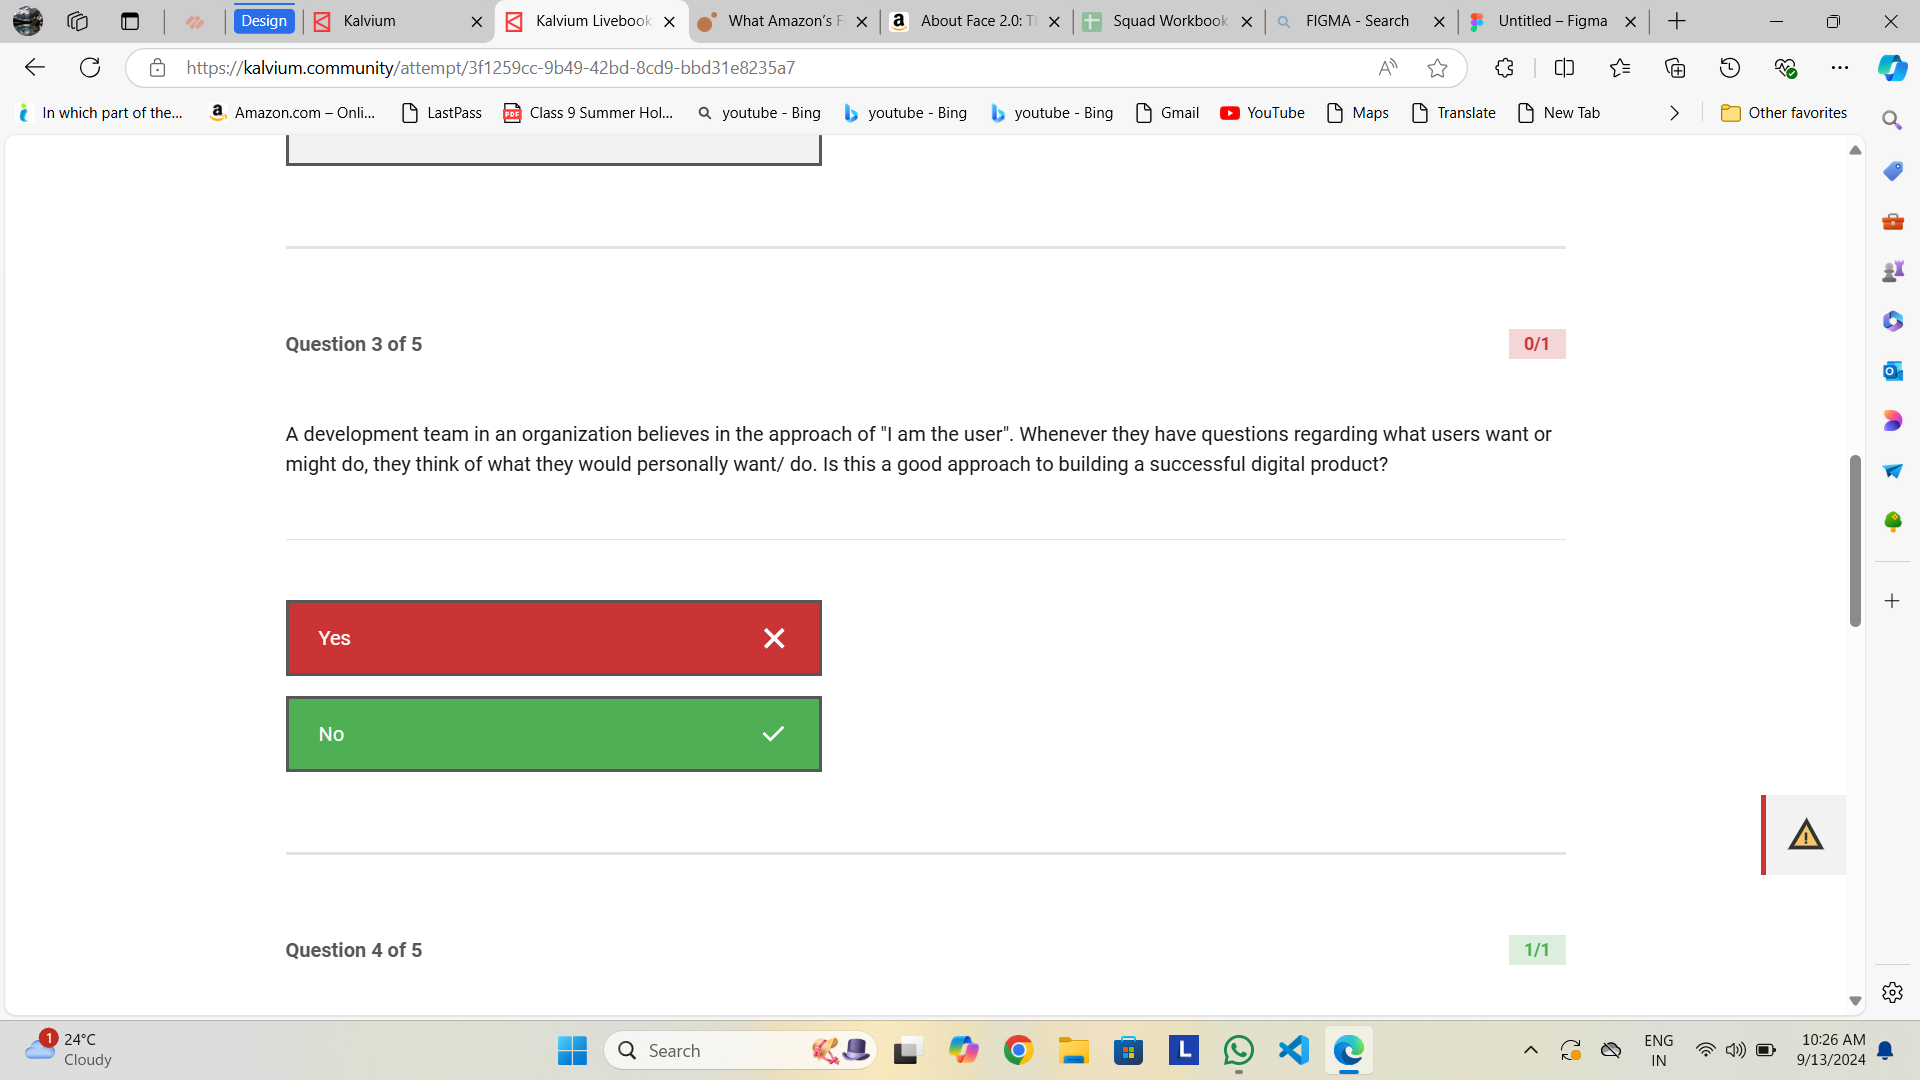 Design
Kalvium
Kalvium Livebook
What Amazon's F
About Face 2.0: T
Squad Workbook
FIGMA - Search
Untitled – Figma
https://kalvium.community/attempt/3f1259cc-9b49-42bd-8cd9-bbd31e8235a7
In which part of the...
Amazon.com – Onli...
LastPass
Class 9 Summer Hol...
youtube - Bing
youtube - Bing
youtube - Bing
Gmail
YouTube
Maps
Translate
New Tab
Other favorites
Question 3 of 5
0/1
A development team in an organization believes in the approach of "I am the user". Whenever they have questions regarding what users want or
might do, they think of what they would personally want/ do. Is this a good approach to building a successful digital product?
Yes
No
Question 4 of 5
1/1
1
24°C
Cloudy
Search
ENG
IN
10:26 AM
9/13/2024